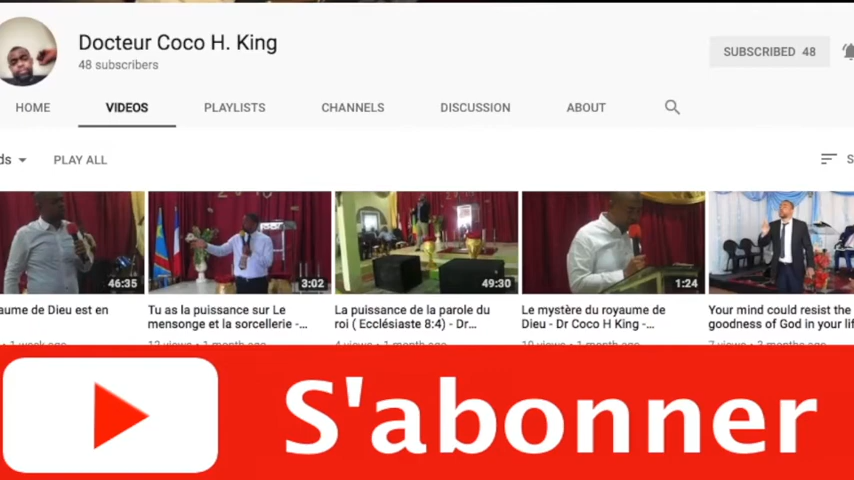 Docteur Coco H. King
48 subscribers
SUBSCRIBED 48
HOME VIDEOS PLAYLISTS CHANNELS DISCUSSION ABOUT
ds PLAY ALL S
46:35 3:02 49:30 1:24
aume de Dieu est en
Tu as la puissance sur Le
mensonge et la sorcellerie -...
La puissance de la parole du
roi ( Ecclésiaste 8:4) - Dr...
Le mystère du royaume de
Dieu - Dr Coco H King -...
Your mind could resist the
goodness of God in your lif
S'abonner